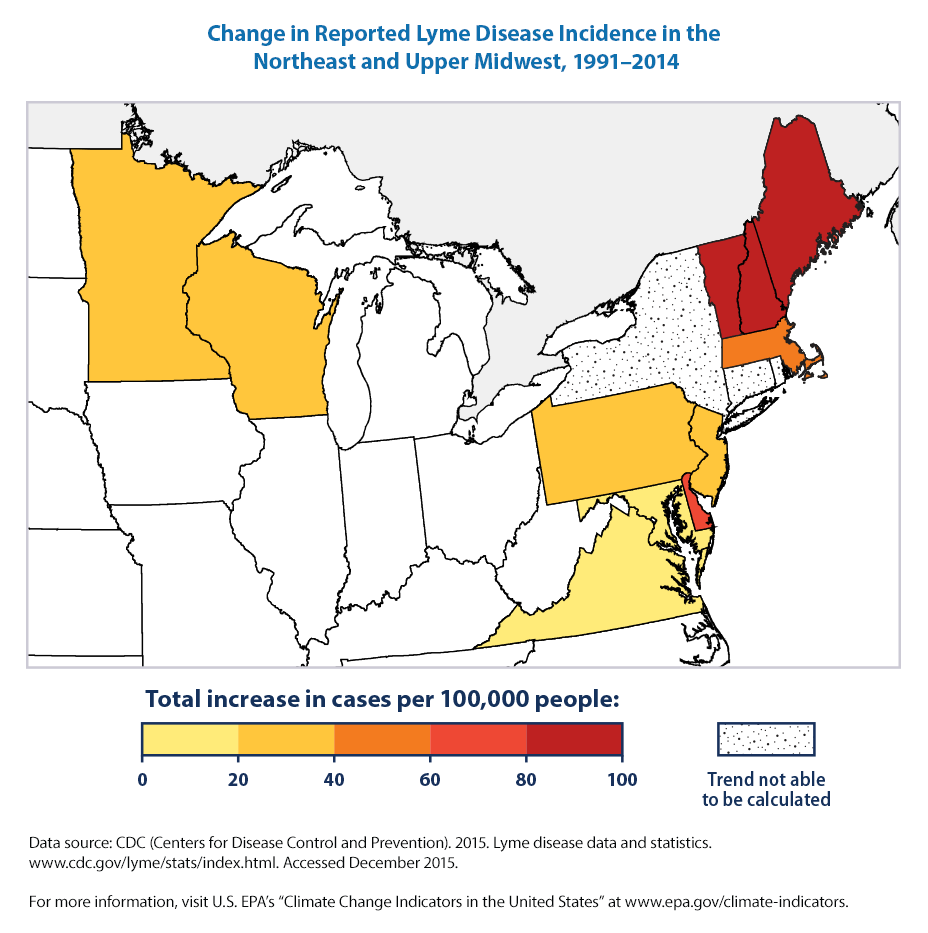 Change in Reported Lyme Disease Incidence in the
Northeast and Upper Midwest, 1991–2014
Total increase in cases per 100,000 people:
0 20 40 60 80 100
Trend not able
to be calculated
Data source: CDC (Centers for Disease Control and Prevention). 2015. Lyme disease data and statistics.
www.cdc.gov/lyme/stats/index.html. Accessed December 2015.
For more information, visit U.S. EPA’s “Climate Change Indicators in the United States” at www.epa.gov/climate-indicators.